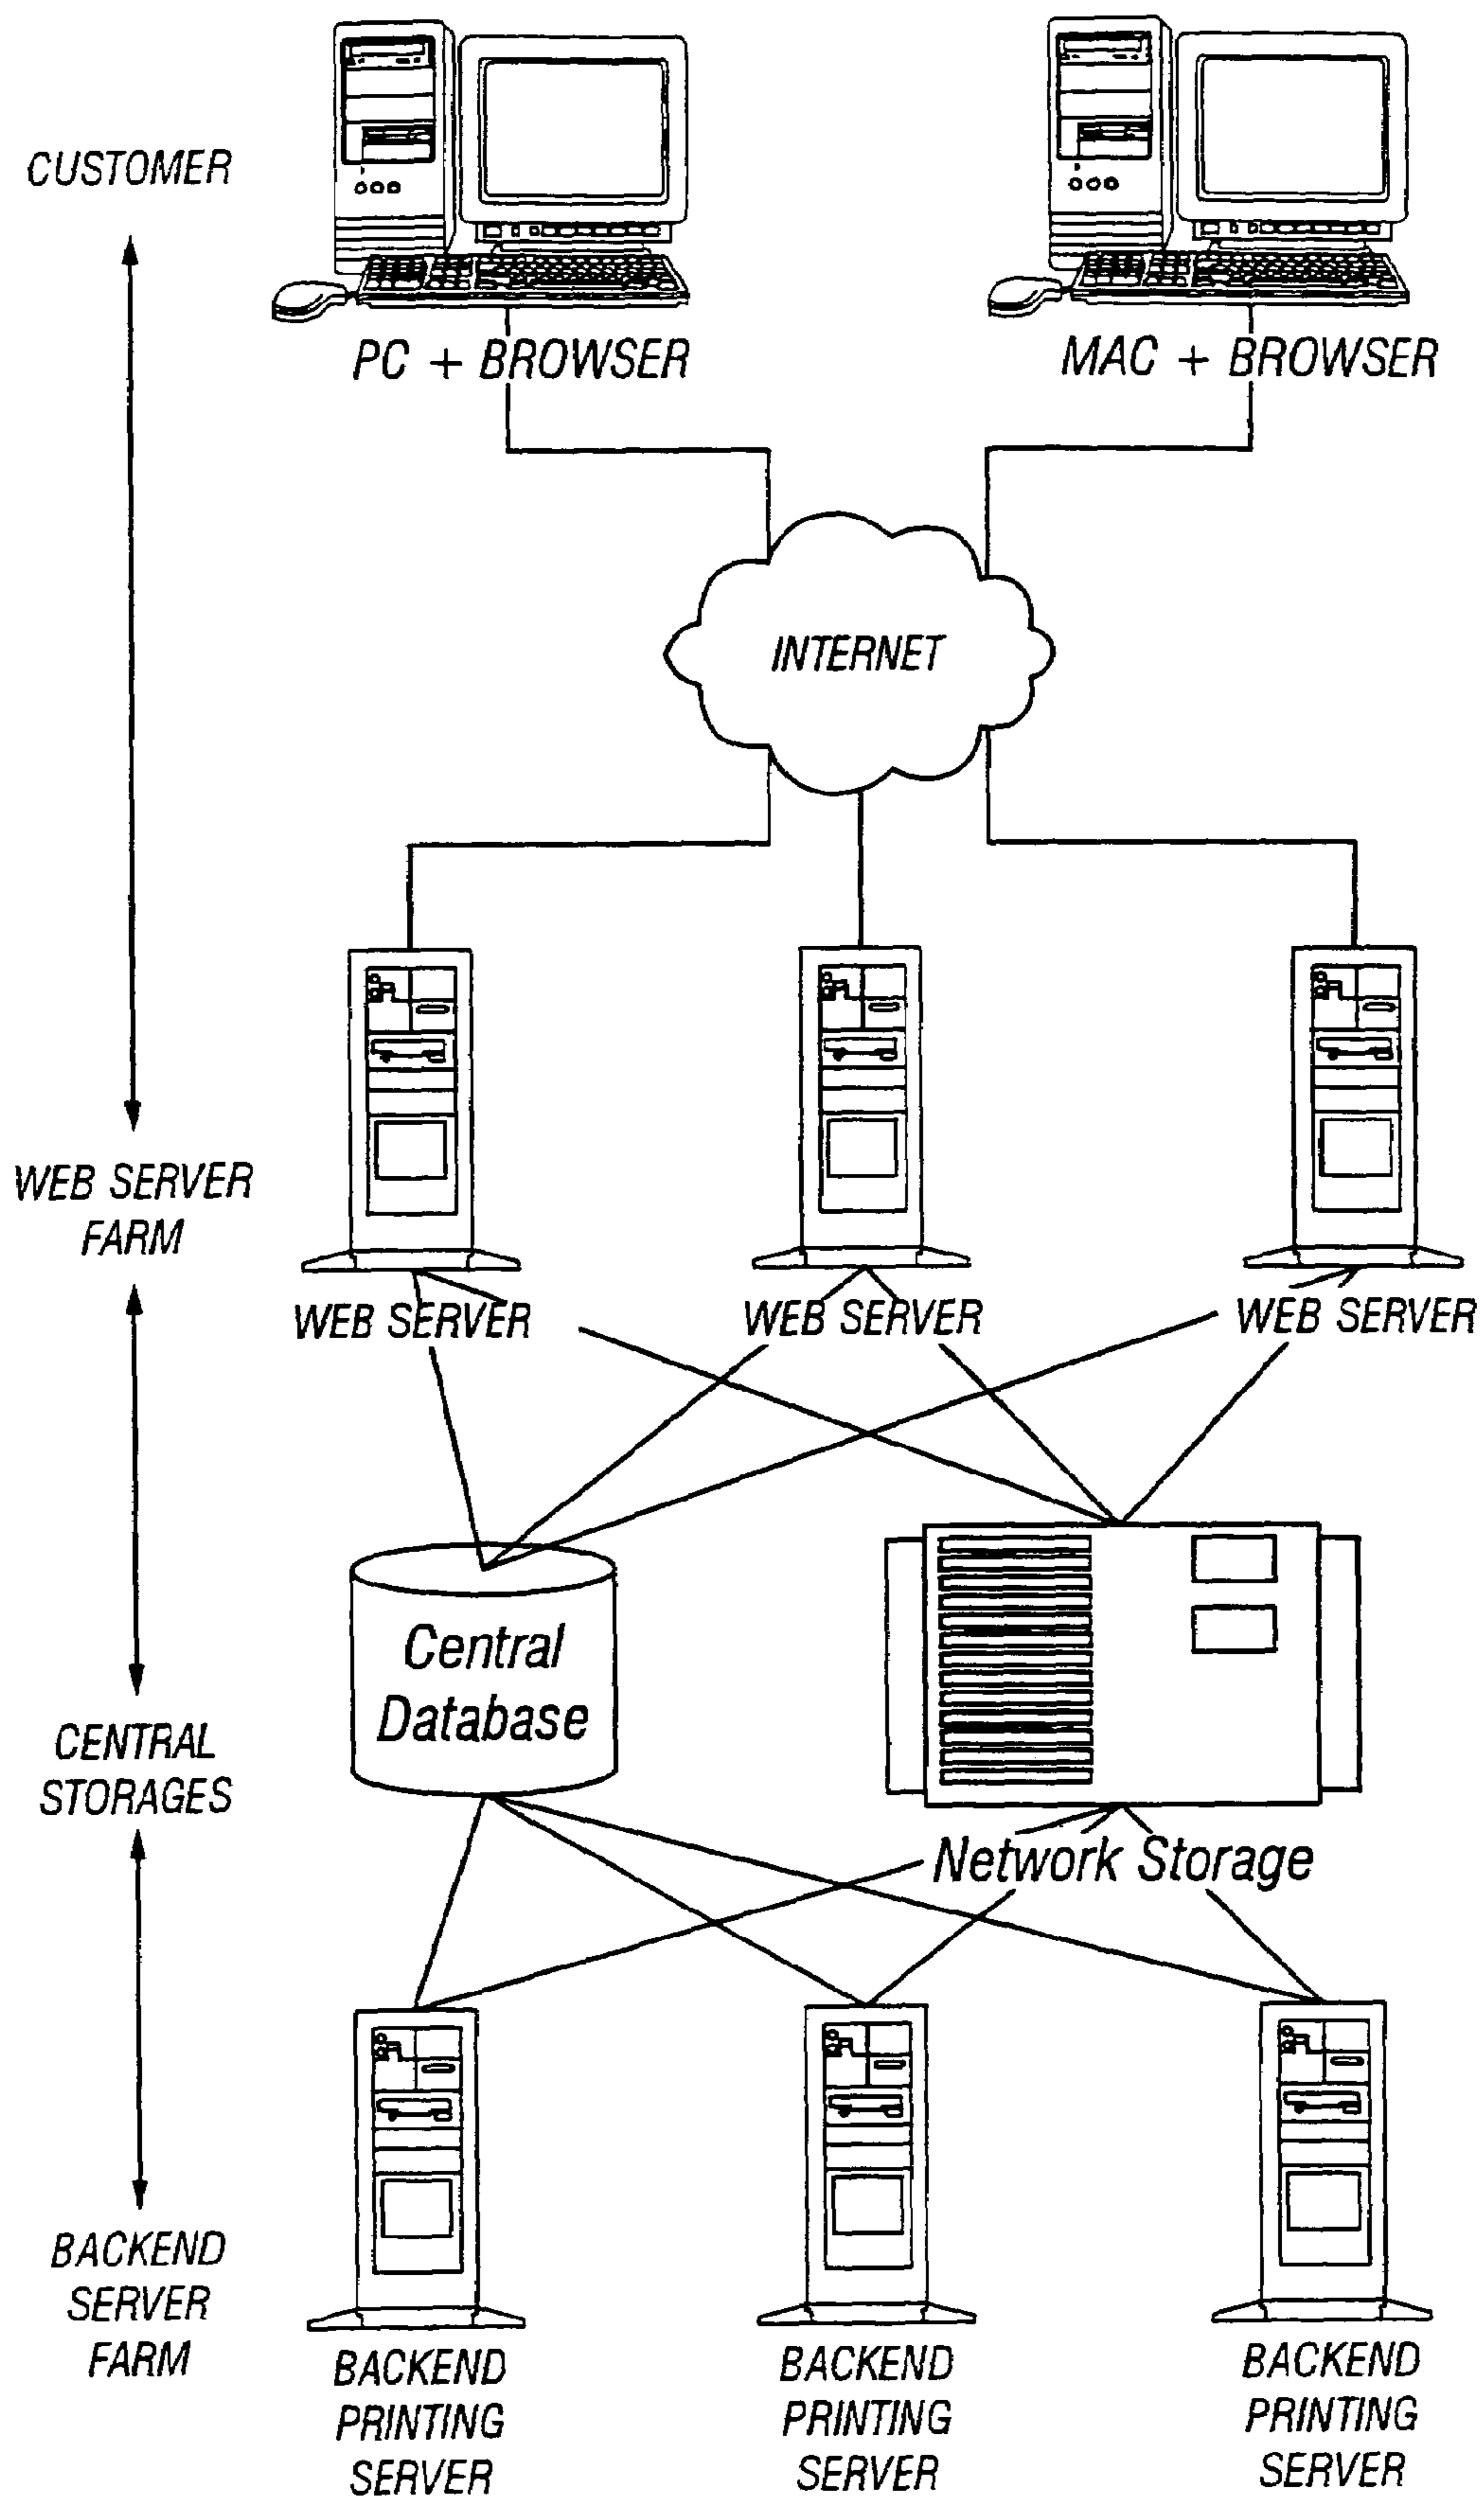 CUSTOMER
PC + BROWSER
MAC + BROWSER
INTERNET
WEB SERVER
FARM
WEB SERVER
WEB SERVER
WEB SERVER
Central
Database
CENTRAL
STORAGES
Network Storage
BACKEND
SERVER
FARM
BACKEND
PRINTING
SERVER
BACKEND
PRINTING
SERVER
BACKEND
PRINTING
SERVER